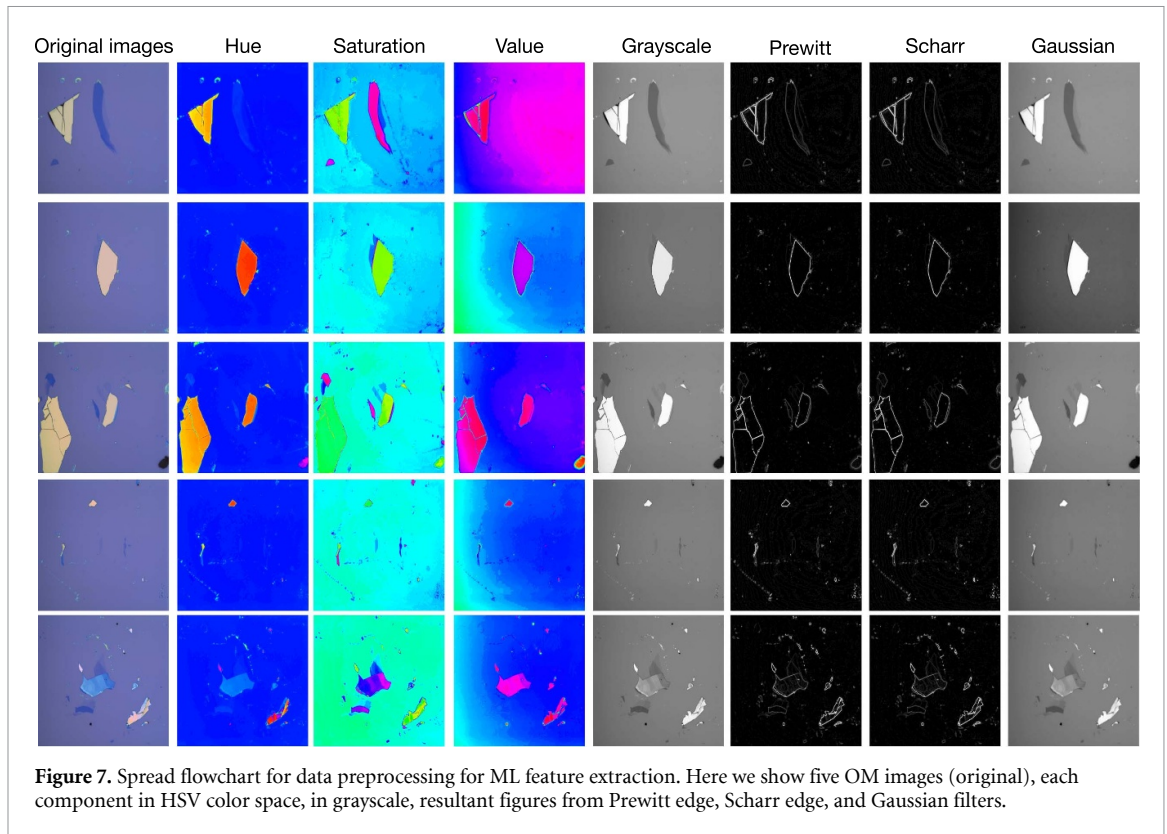 Original images Hue Saturation Value Grayscale Prewitt Scharr Gaussian
Figure 7. Spread flowchart for data preprocessing for ML feature extraction. Here we show five OM images (original), each
component in HSV color space, in grayscale, resultant figures from Prewitt edge, Scharr edge, and Gaussian filters.